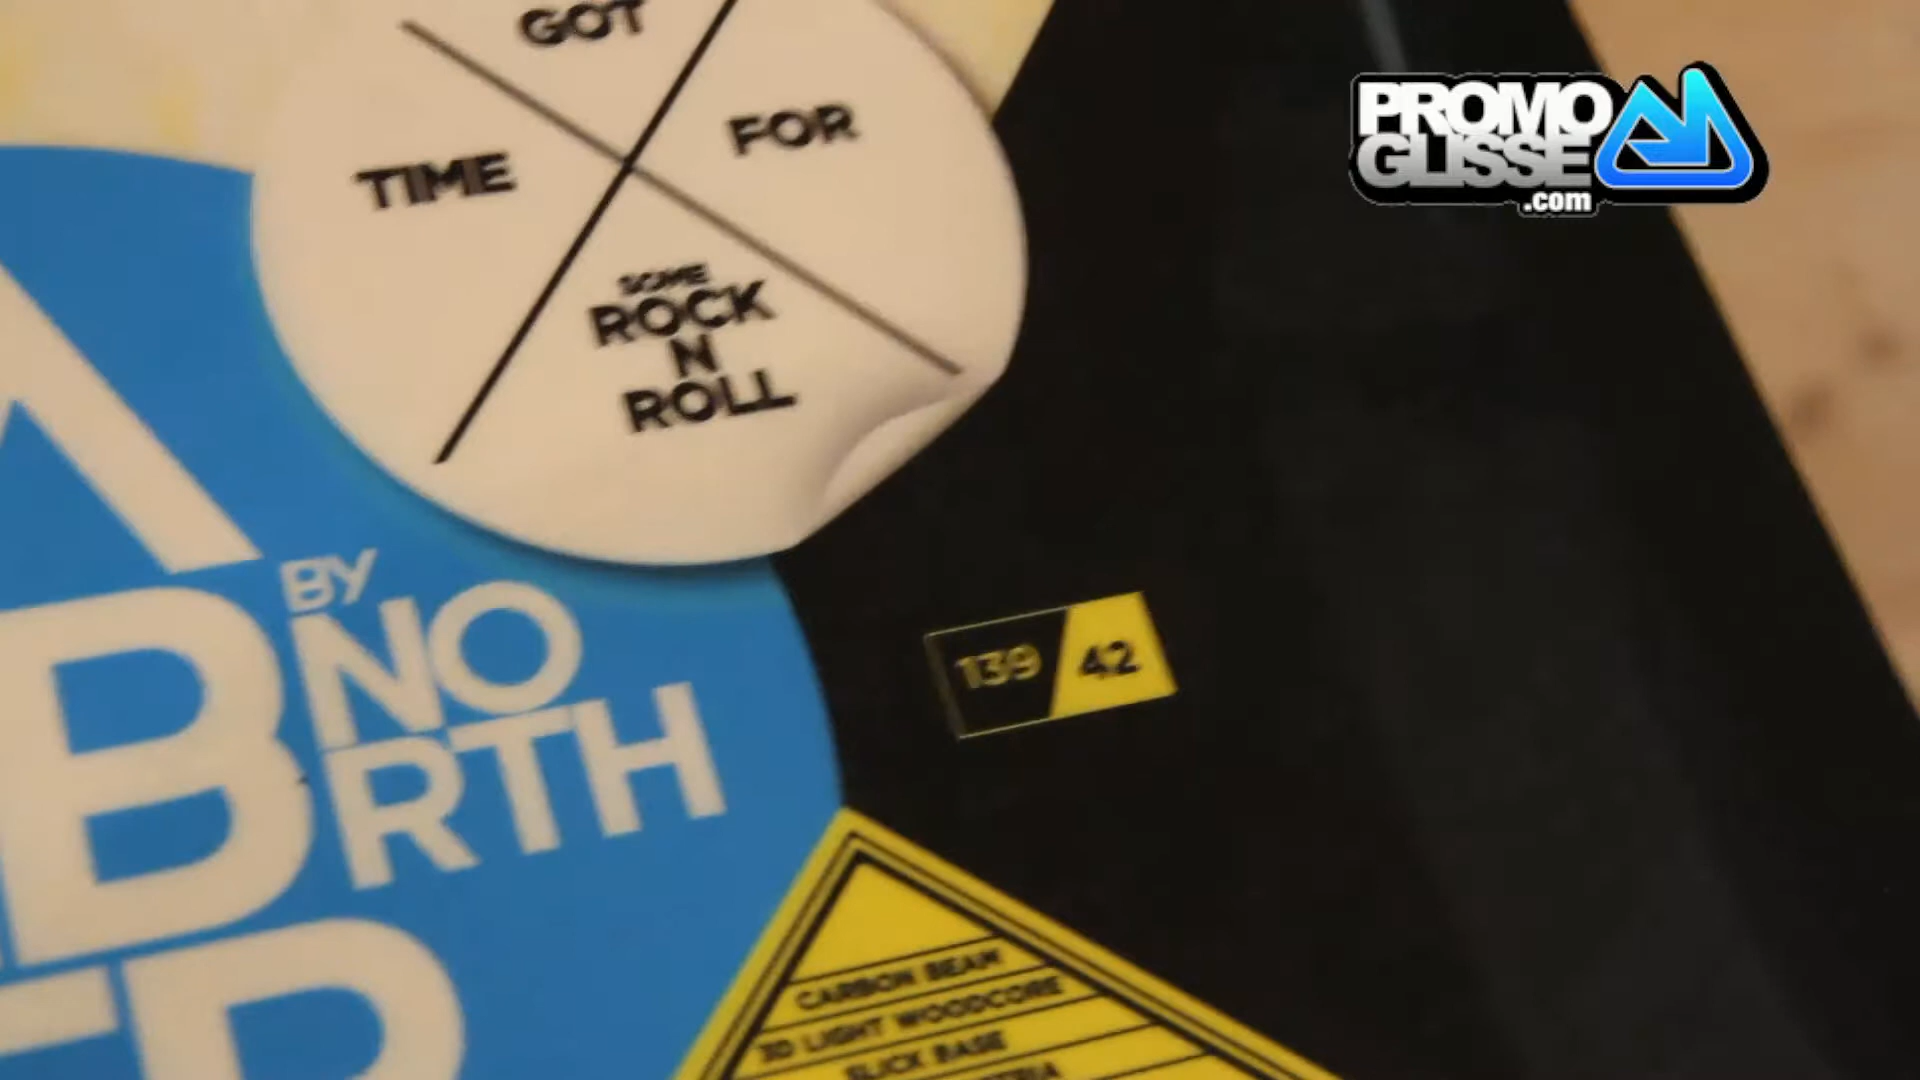 GOT
TIME
FOR
SOME
ROCK
N
ROLL
PROMO
GLISSE
.com
BY
NO
RTH
139 42
CARBON BEAM
3D LIGHT WOODCORE
SLICK BASE